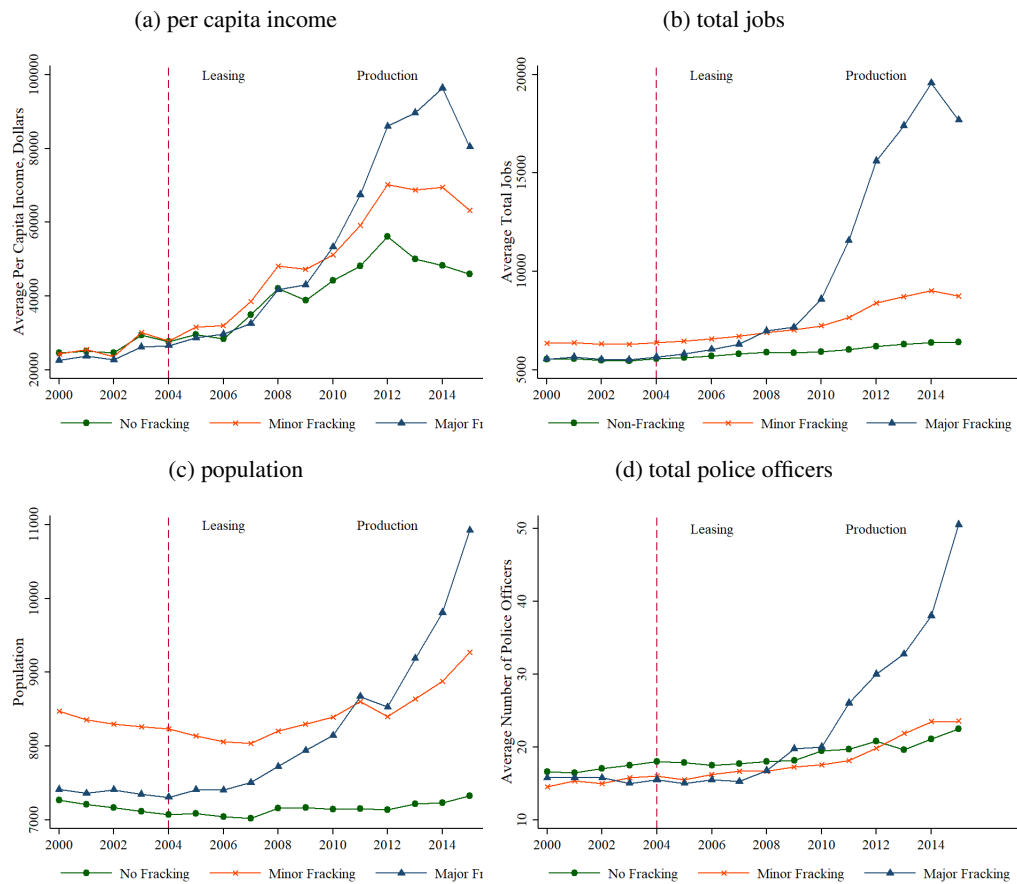 (a) per capita income
Average Per Capita Income, Dollars
100000
80000
60000
40000
20000
Leasing Production
2000 2002 2004 2006 2008 2010 2012 2014
No Fracking Minor Fracking Major Fr
(b) total jobs
Average Total Jobs
20000
15000
10000
5000
Leasing Production
2000 2002 2004 2006 2008 2010 2012 2014
Non-Fracking Minor Fracking Major Fracking
(c) population
Population
11000
10000
9000
8000
7000
Leasing Production
2000 2002 2004 2006 2008 2010 2012 2014
No Fracking Minor Fracking Major Fr
(d) total police officers
Average Number of Police Officers
50
40
30
20
10
Leasing Production
2000 2002 2004 2006 2008 2010 2012 2014
No Fracking Minor Fracking Major Fracking